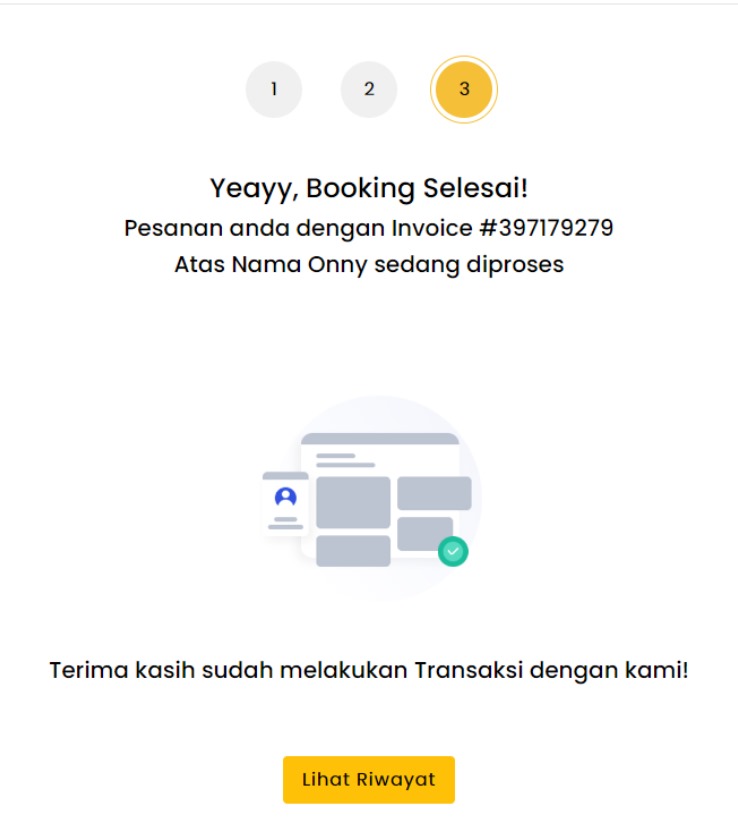 1 2 3
Yeayy, Booking Selesai!
Pesanan anda dengan Invoice #397179279
Atas Nama Onny sedang diproses
Terima kasih sudah melakukan Transaksi dengan kami!
Lihat Riwayat